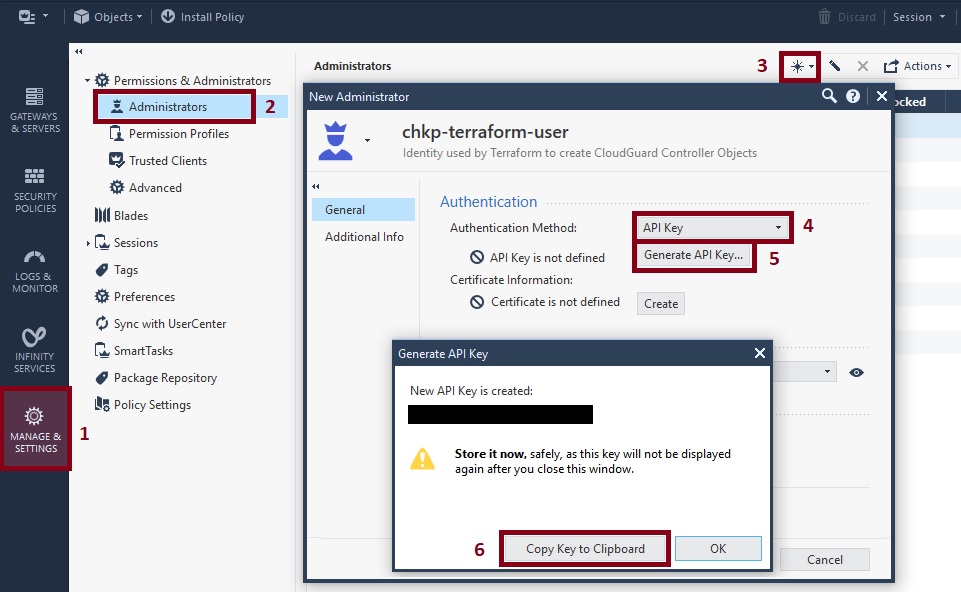 Objects
Install Policy
Discard
Session
GATEWAYS
& SERVERS
SECURITY
POLICIES
LOGS &
MONITOR
INFINITY
SERVICES
MANAGE &
SETTINGS
1
Permissions & Administrators
Administrators
2
Permission Profiles
Trusted Clients
Advanced
Blades
Sessions
Tags
Preferences
Sync with UserCenter
SmartTasks
Package Repository
Policy Settings
Administrators
3
Actions
ocked
New Administrator
chkp-terraform-user
Identity used by Terraform to create CloudGuard Controller Objects
General
Additional Info
Authentication
Authentication Method:
API Key
4
API Key is not defined
Generate API Key...
5
Certificate Information:
Certificate is not defined
Create
Generate API Key
New API Key is created:
Store it now, safely, as this key will not be displayed
again after you close this window.
6
Copy Key to Clipboard
OK
Cancel